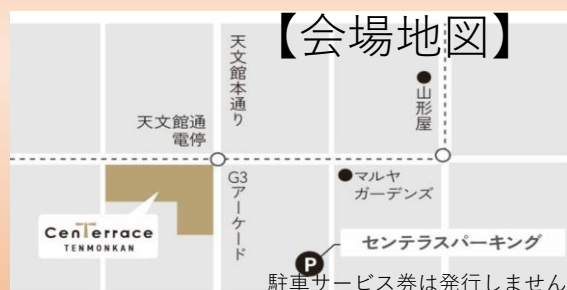 【会場地図】
天文館本通り
●山形屋
天文館通
電停
G3アーケード
●マルヤ
ガーデンズ
CenTerrace
TENMONKAN
センテラスパーキング
P
駐車サービス券は発行しません